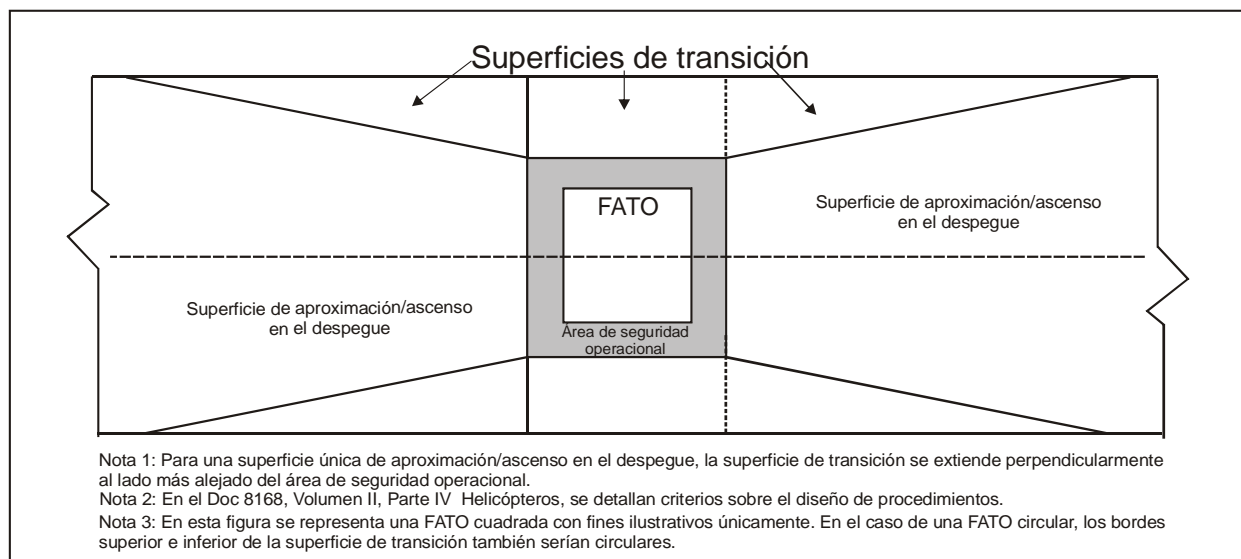 Superficies de transición
FATO
Superficie de aproximación/ascenso
en el despegue
Superficie de aproximación/ascenso
en el despegue
Área de seguridad
operacional
Nota 1: Para una superficie única de aproximación/ascenso en el despegue, la superficie de transición se extiende perpendicularmente
al lado más alejado del área de seguridad operacional.
Nota 2: En el Doc 8168, Volumen II, Parte IV Helicópteros, se detallan criterios sobre el diseño de procedimientos.
Nota 3: En esta figura se representa una FATO cuadrada con fines ilustrativos únicamente. En el caso de una FATO circular, los bordes
superior e inferior de la superficie de transición también serían circulares.